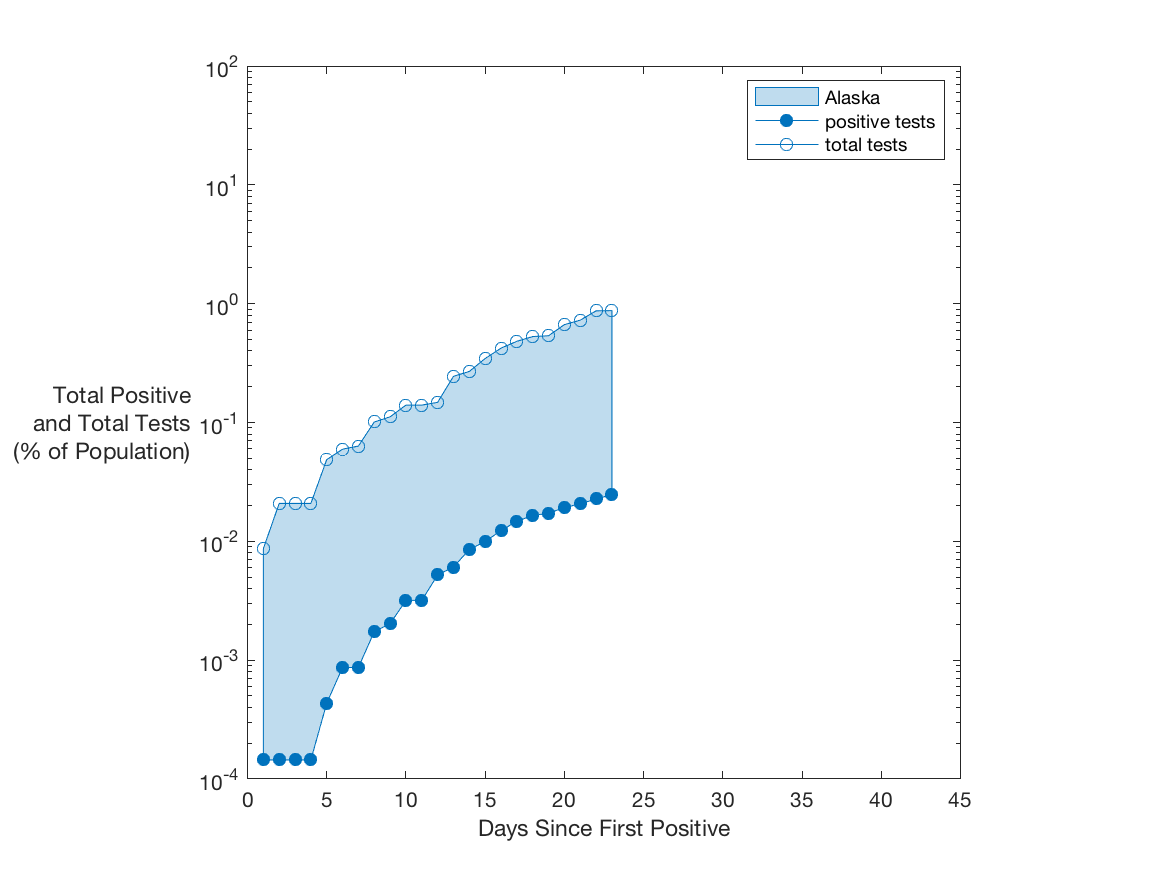 10^2
10^1
10^0
10^-1
10^-2
10^-3
10^-4
Total Positive
and Total Tests
(% of Population)
Alaska
positive tests
total tests
0 5 10 15 20 25 30 35 40 45
Days Since First Positive